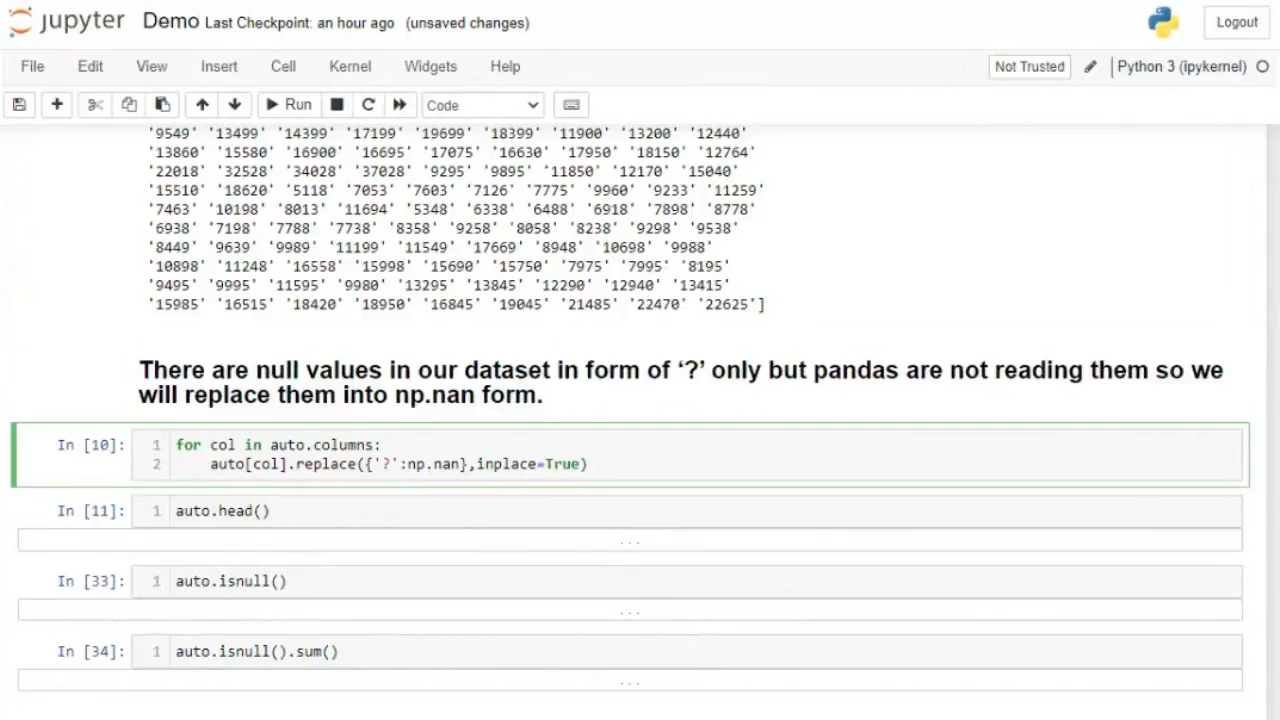 jupyter Demo Last Checkpoint: an hour ago (unsaved changes) Logout
File Edit View Insert Cell Kernel Widgets Help Not Trusted Python 3 (ipykernel)
Run Code
'9549' '13499' '14399' '17199' '19699' '18399' '11900' '13200' '12440'
'13860' '15580' '16900' '16695' '17075' '16630' '17950' '18150' '12764'
'22018' '32528' '34028' '37028' '9295' '9895' '11850' '12170' '15040'
'15510' '18620' '5118' '7053' '7603' '7126' '7775' '9960' '9233' '11259'
'7463' '10198' '8013' '11694' '5348' '6338' '6488' '6918' '7898' '8778'
'6938' '7198' '7788' '7738' '8358' '9258' '8058' '8238' '9298' '9538'
'8449' '9639' '9989' '11199' '11549' '17669' '8948' '10698' '9988'
'10898' '11248' '16558' '15998' '15690' '15750' '7975' '7995' '8195'
'9495' '9995' '11595' '9980' '13295' '13845' '12290' '12940' '13415'
'15985' '16515' '18420' '18950' '16845' '19045' '21485' '22470' '22625']
There are null values in our dataset in form of ‘?’ only but pandas are not reading them so we
will replace them into np.nan form.
In [10]: 1 for col in auto.columns:
2 auto[col].replace({'?':np.nan},inplace=True)
In [11]: 1 auto.head()
...
In [33]: 1 auto.isnull()
...
In [34]: 1 auto.isnull().sum()
...